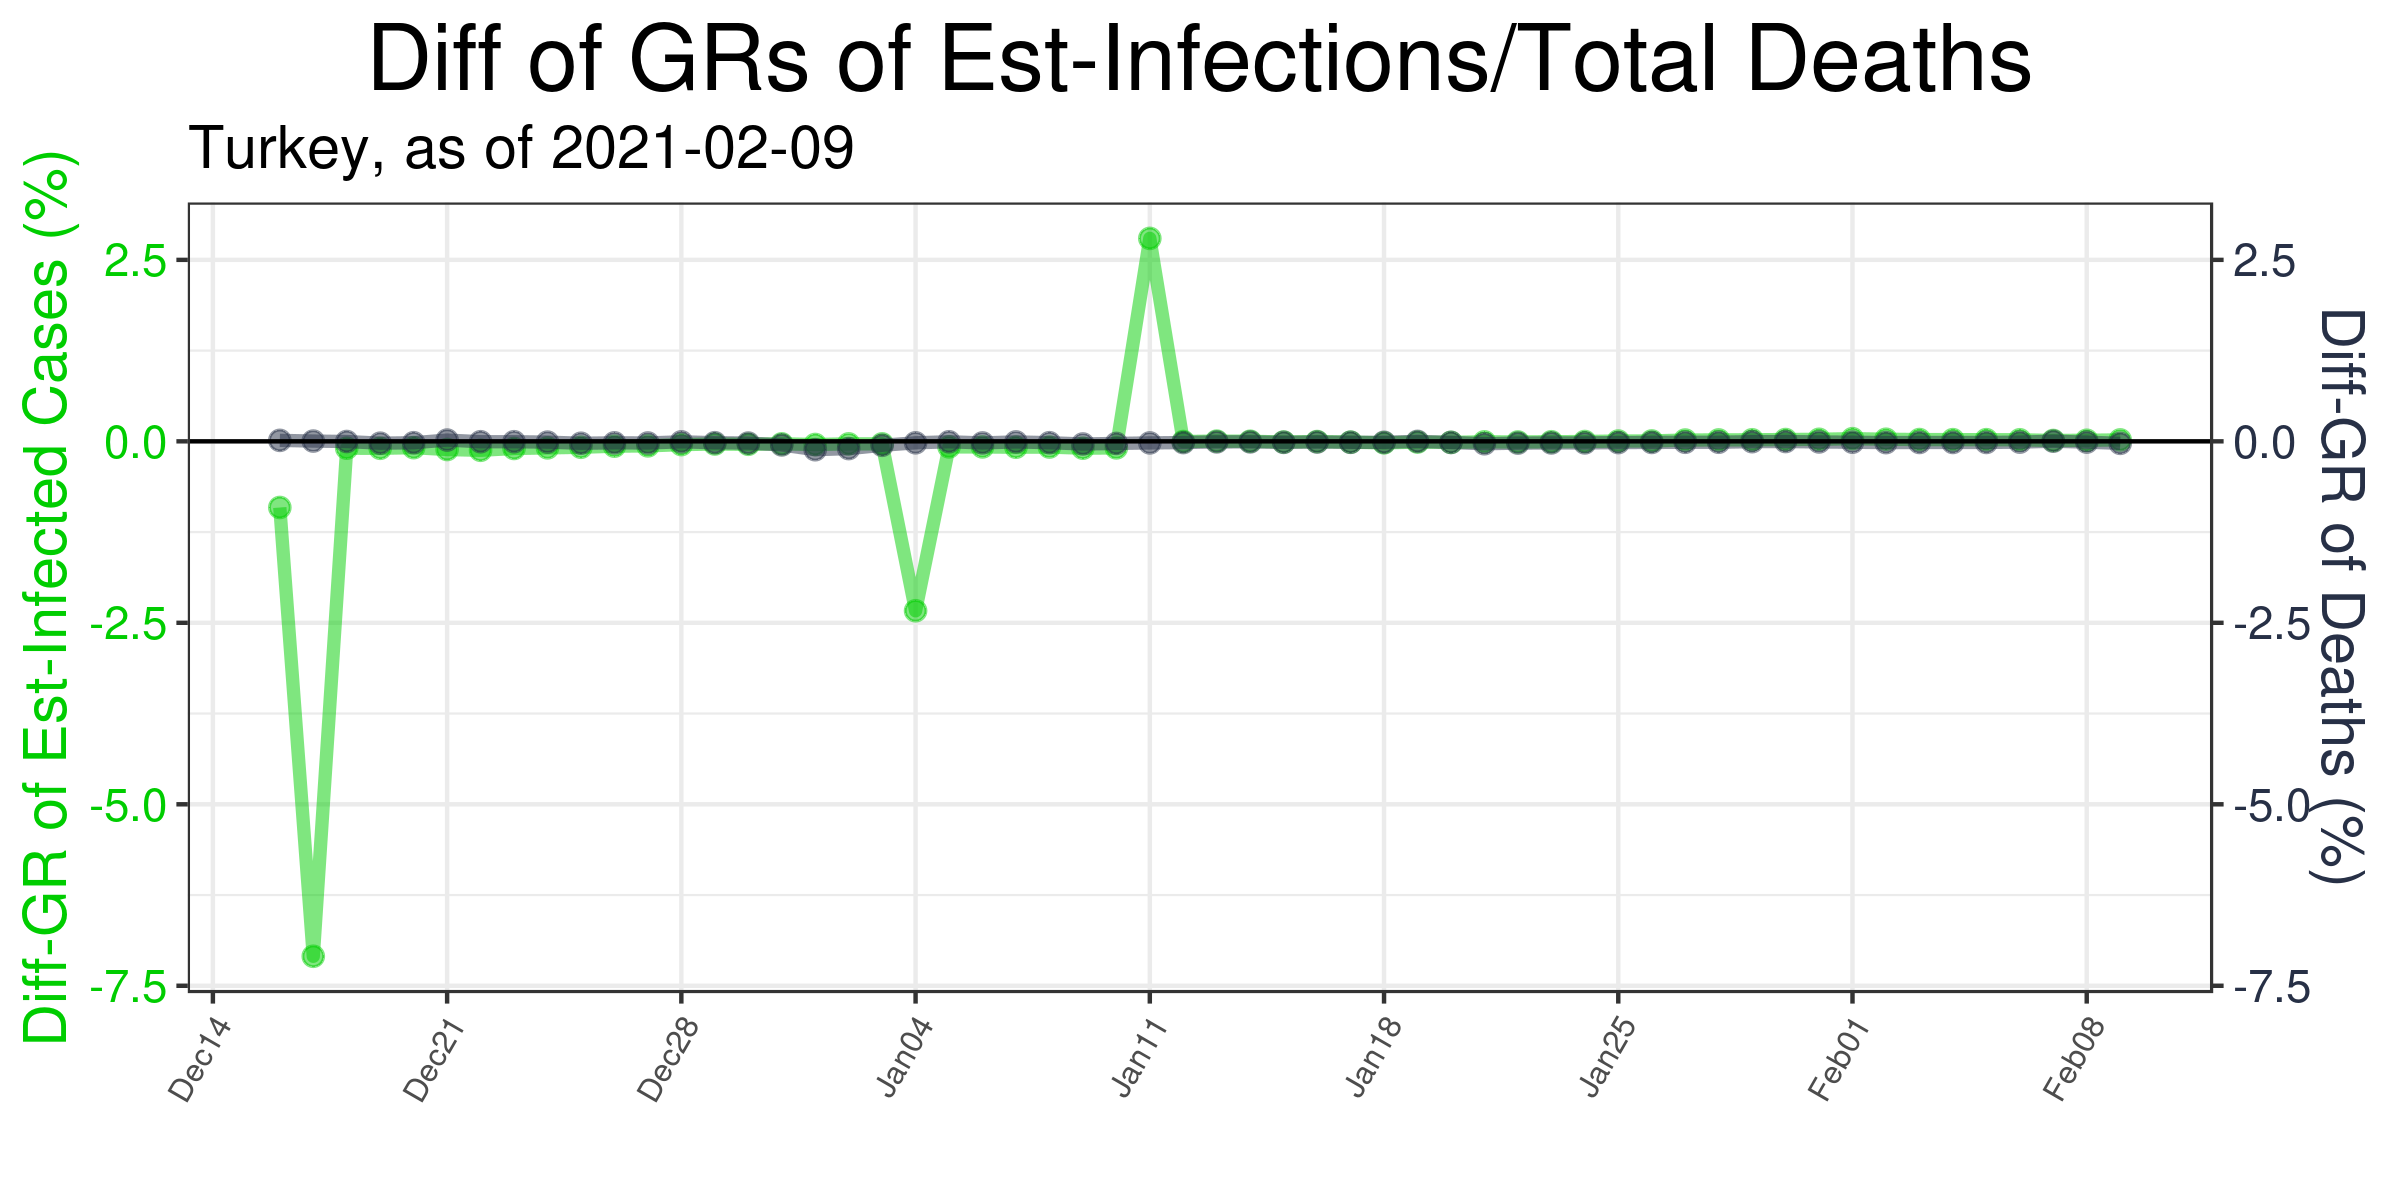 Diff of GRs of Est-Infections/Total Deaths
Turkey, as of 2021-02-09
Diff-GR of Est-Infected Cases (%)
2.5
0.0
-2.5
-5.0
-7.5
2.5
0.0
-2.5
-5.0
-7.5
Diff-GR of Deaths (%)
Dec14
Dec21
Dec28
Jan04
Jan11
Jan18
Jan25
Feb01
Feb08